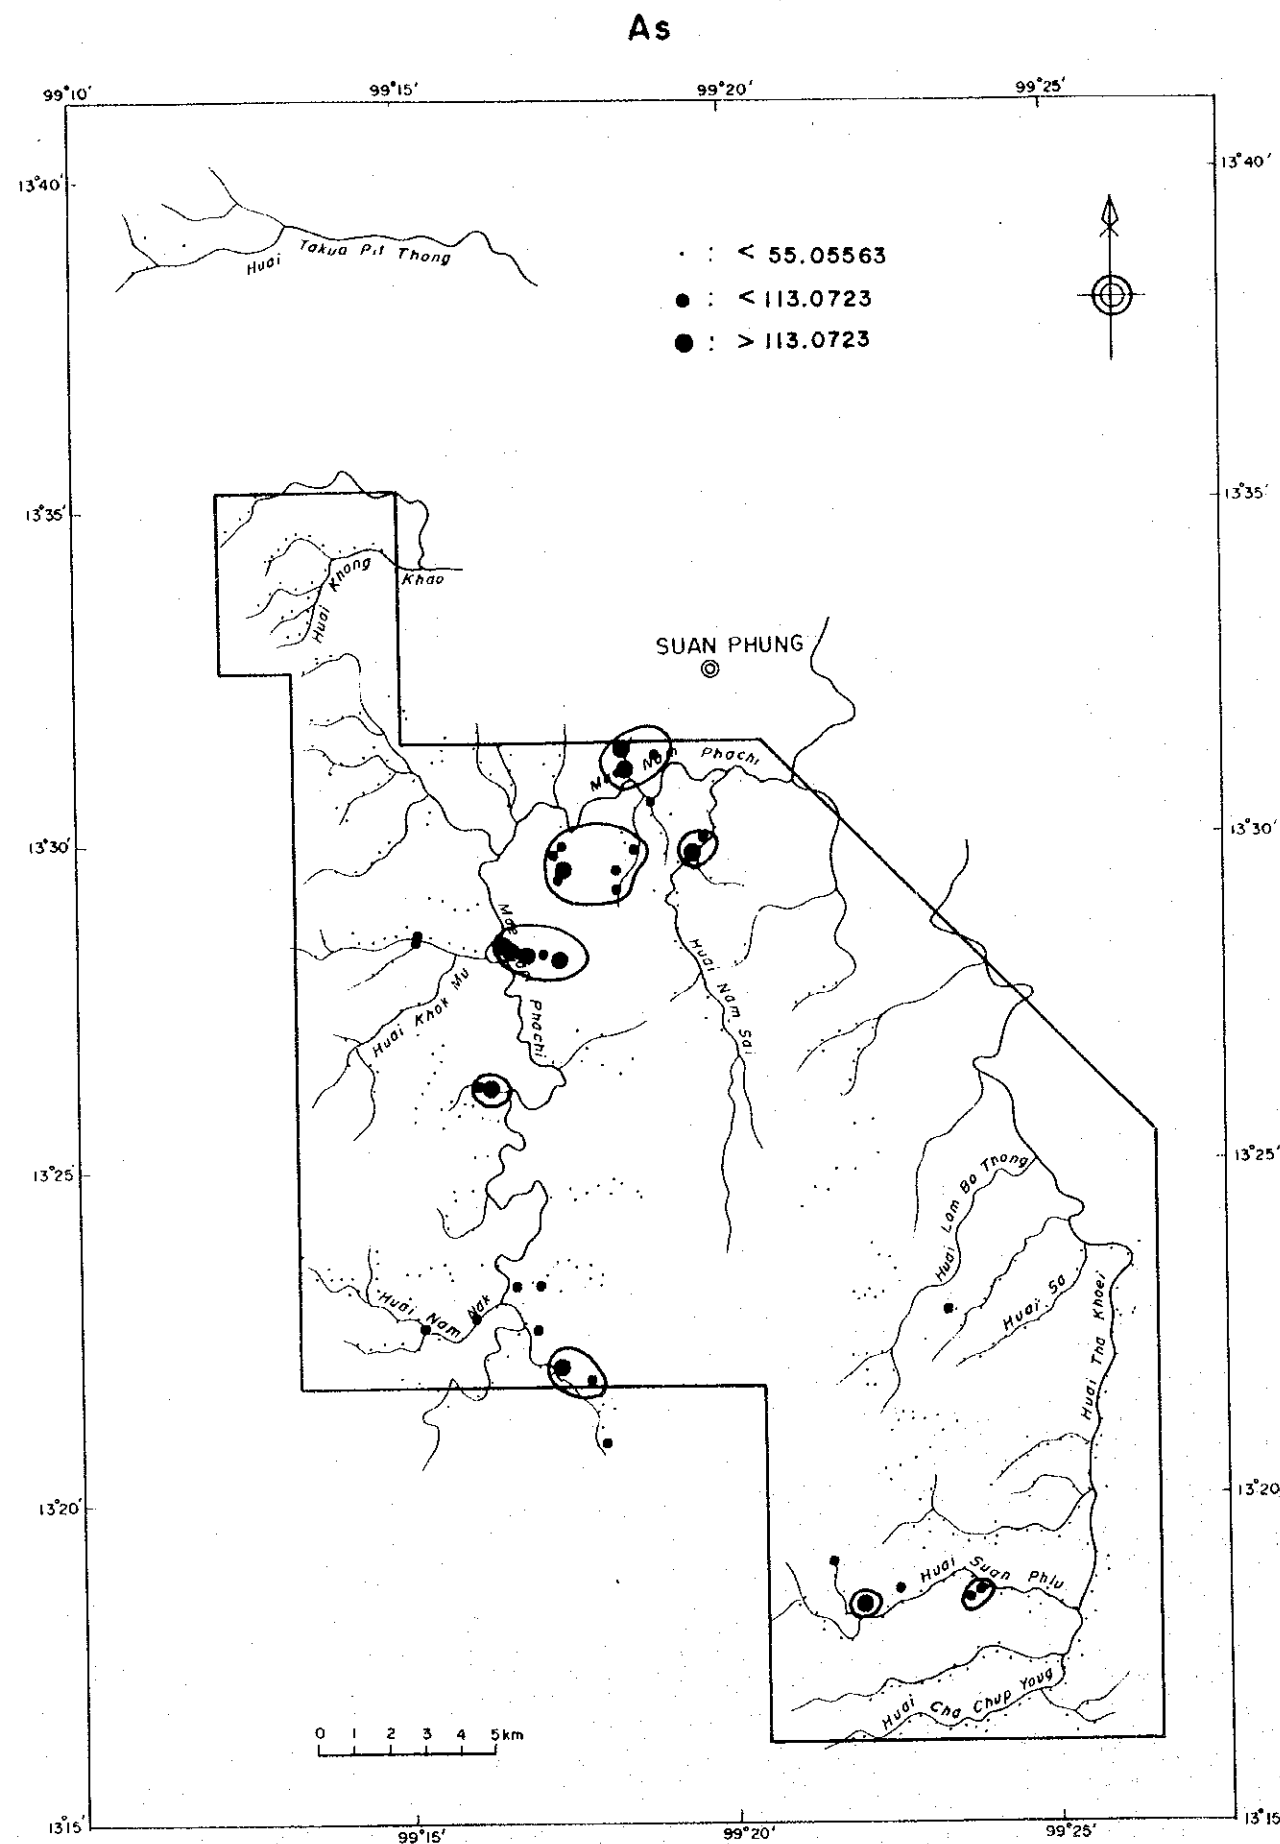 As
99°10' 99°15' 99°20' 99°25'
13°40' 13°40'
Huai Takua Pit Thong
· : < 55.05563
● : < 113.0723
● : > 113.0723
13°35' 13°35'
Huai Khong Khao
SUAN PHUNG
Mae Nam Phachi
13°30' 13°30'
Mae Nam Phachi
Huai Nam Sai
Huai Khok Mu
13°25' 13°25'
Huai Lam Bo Thong
Huai Sa
Huai Tha Khoei
Huai Nam Nak
13°20' 13°20
Huai Suan Phlu
Huai Cha Chup Youg
0 1 2 3 4 5km
13°15' 13°15
99°15' 99°20' 99°25'